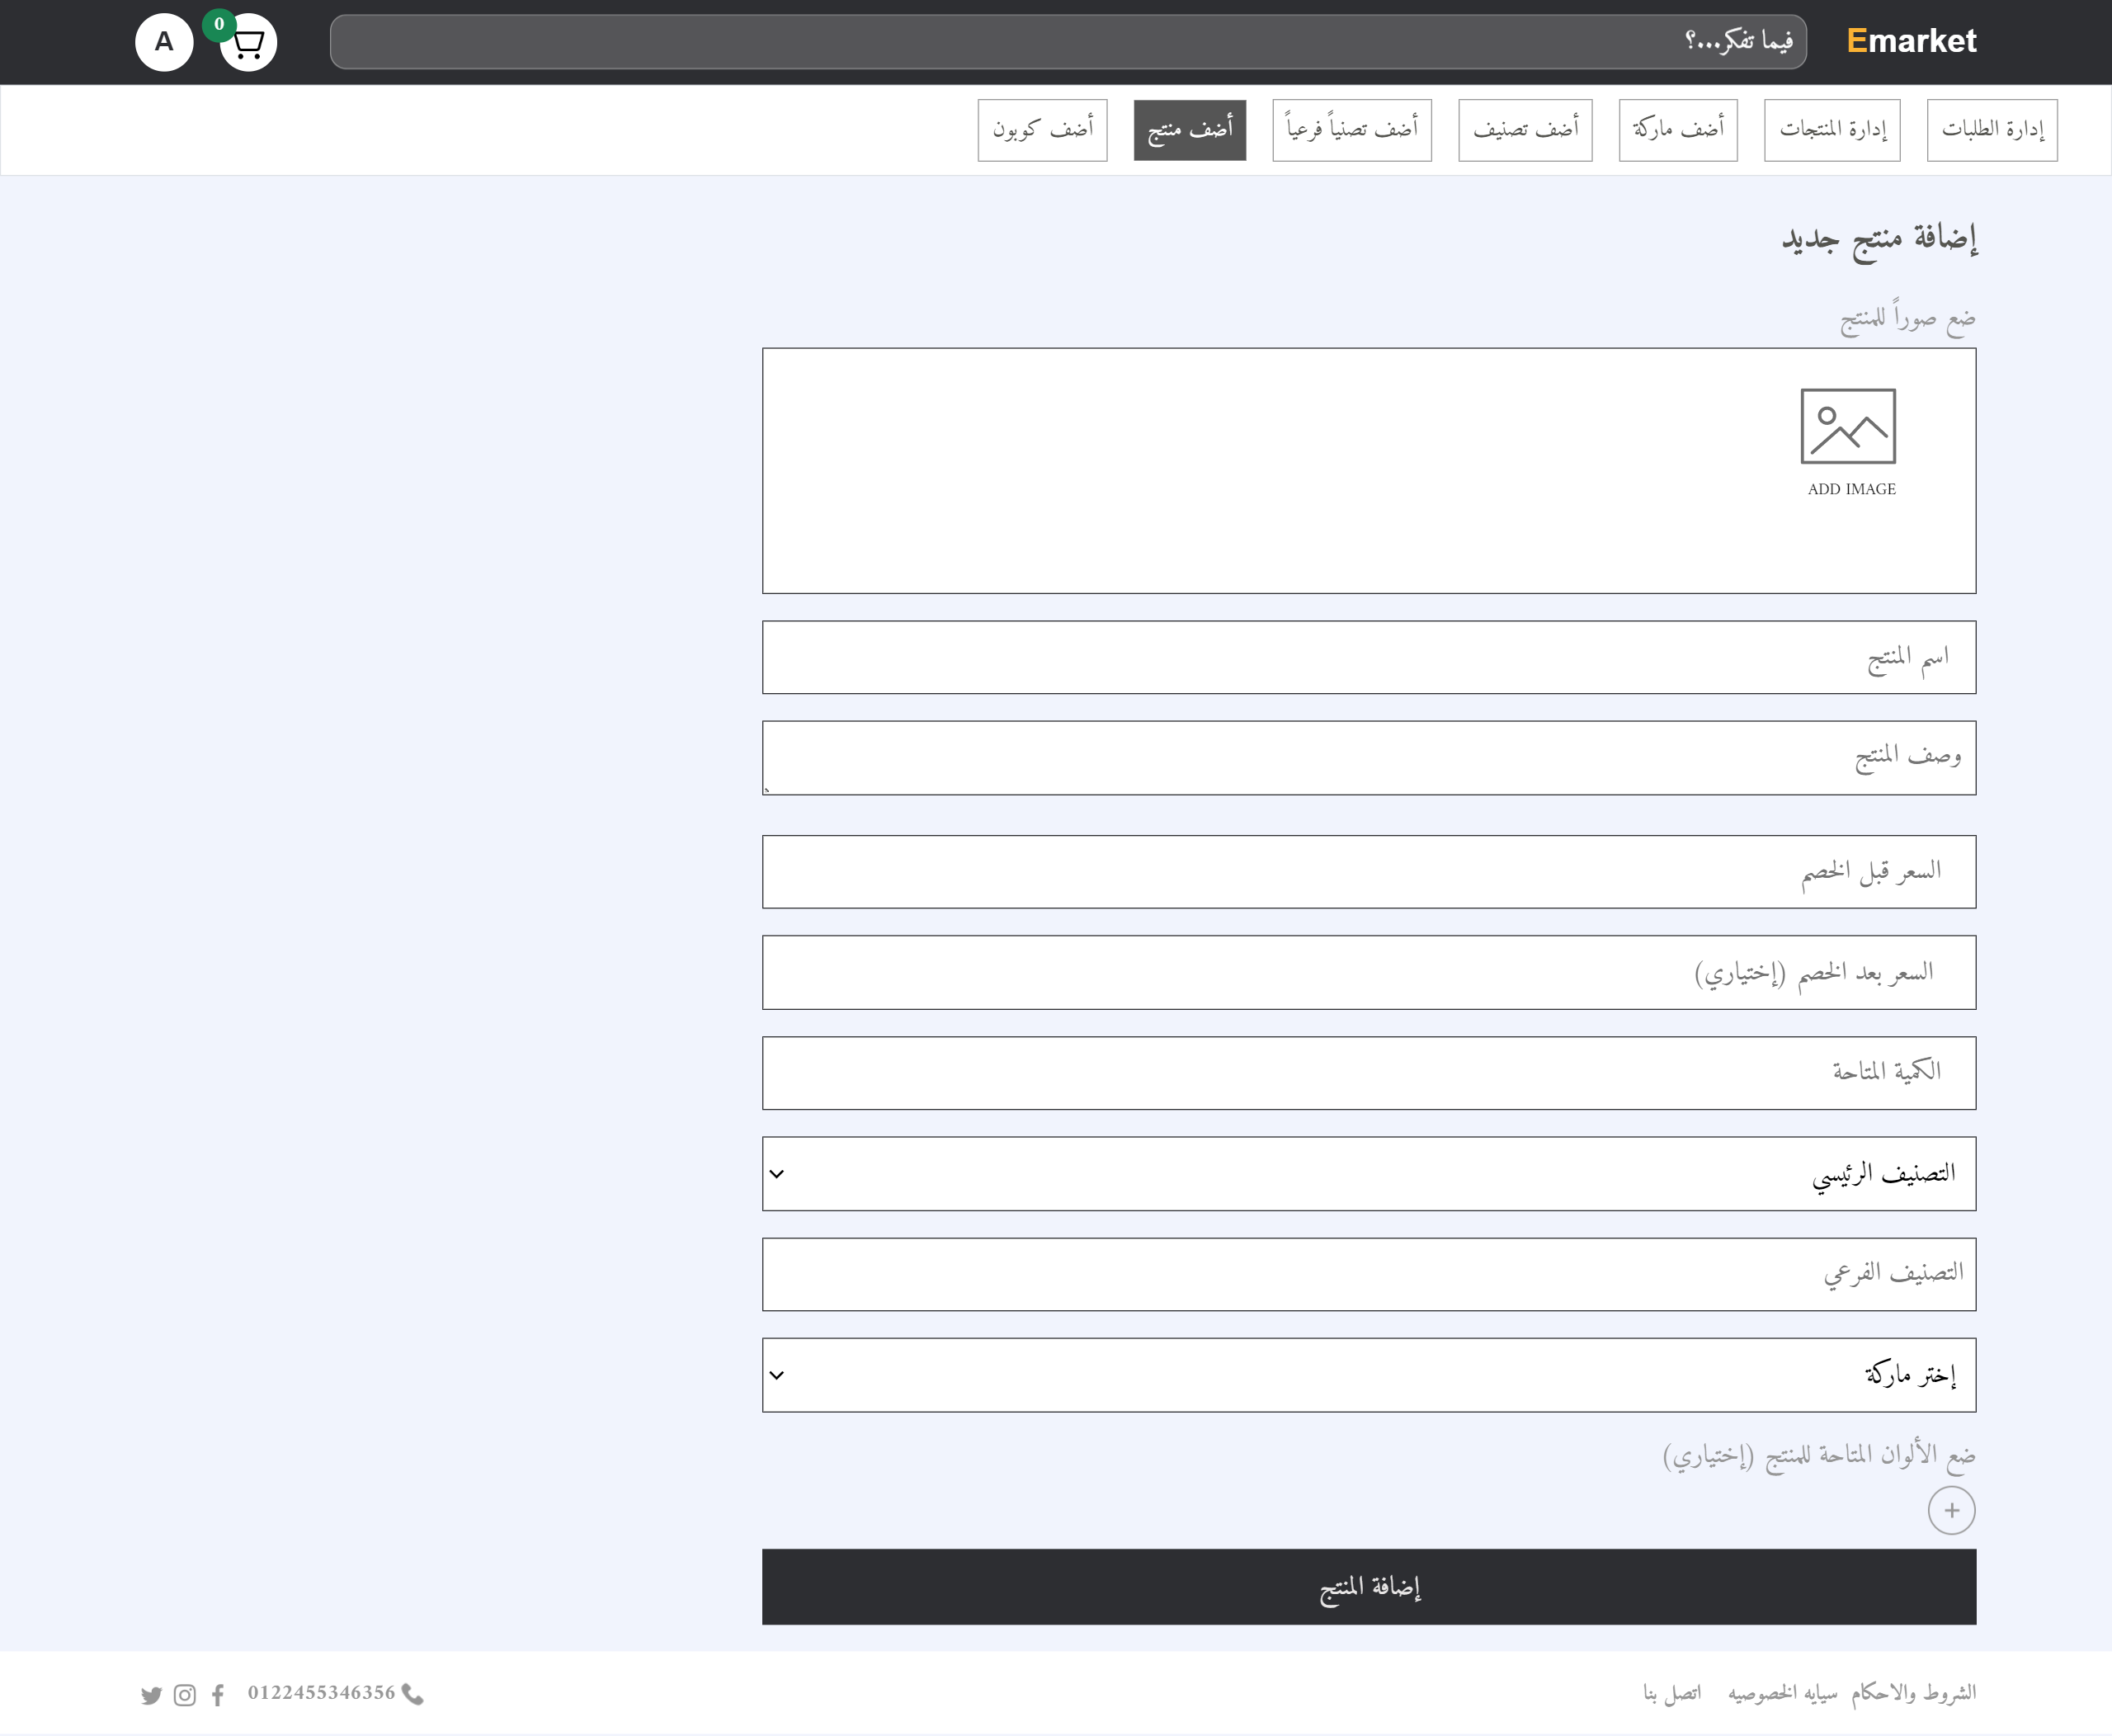 Emarket
فيما تفكر...؟
0
A
إدارة الطلبات
إدارة المنتجات
أضف ماركة
أضف تصنيف
أضف تصنياً فرعياً
أضف منتج
أضف كوبون
إضافة منتج جديد
ضع صوراً للمنتج
ADD IMAGE
اسم المنتج
وصف المنتج
السعر قبل الخصم
السعر بعد الخصم (إختياري)
الكمية المتاحة
التصنيف الرئيسي
التصنيف الفرعي
إختر ماركة
ضع الألوان المتاحة للمنتج (إختياري)
+
إضافة المنتج
الشروط والاحكام سيايه الخصوصيه اتصل بنا
01224553463​56